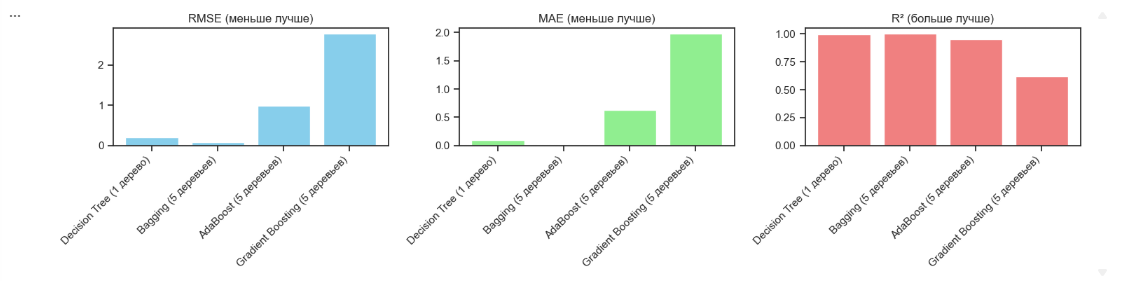 ...
RMSE (меньше лучше)
2
1
0
Decision Tree (1 дерево)
Bagging (5 деревьев)
AdaBoost (5 деревьев)
Gradient Boosting (5 деревьев)
MAE (меньше лучше)
2.0
1.5
1.0
0.5
0.0
Decision Tree (1 дерево)
Bagging (5 деревьев)
AdaBoost (5 деревьев)
Gradient Boosting (5 деревьев)
R² (больше лучше)
1.00
0.75
0.50
0.25
0.00
Decision Tree (1 дерево)
Bagging (5 деревьев)
AdaBoost (5 деревьев)
Gradient Boosting (5 деревьев)